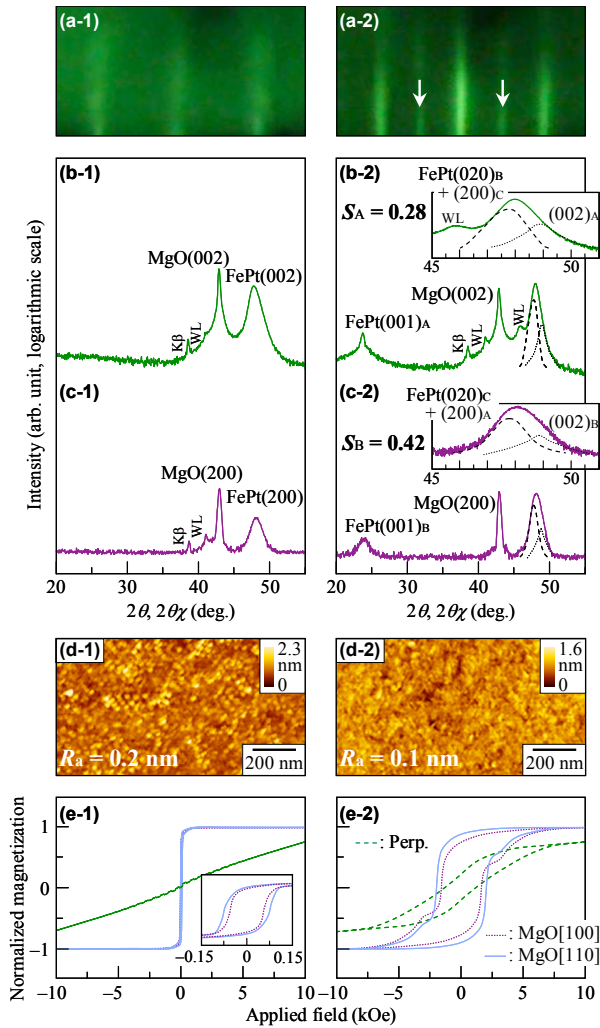 (a-1)
(a-2)
Intensity (arb. unit, logarithmic scale)
(b-1)
MgO(002)
FePt(002)
Kβ
WL
(b-2)
FePt(020)B
+ (200)C
SA = 0.28
WL
(002)A
45
50
MgO(002)
FePt(001)A
Kβ
WL
WL
(c-1)
MgO(200)
FePt(200)
Kβ
WL
20
30
40
50
2θ, 2θχ (deg.)
(c-2)
FePt(020)C
+ (200)A
SB = 0.42
(002)B
45
50
MgO(200)
FePt(001)B
20
30
40
50
2θ, 2θχ (deg.)
(d-1)
2.3
nm
0
Ra = 0.2 nm
200 nm
(d-2)
1.6
nm
0
Ra = 0.1 nm
200 nm
Normalized magnetization
(e-1)
1
0
−1
−0.15
0
0.15
−10
−5
0
5
10
Applied field (kOe)
(e-2)
: Perp.
: MgO[100]
: MgO[110]
−10
−5
0
5
10
Applied field (kOe)